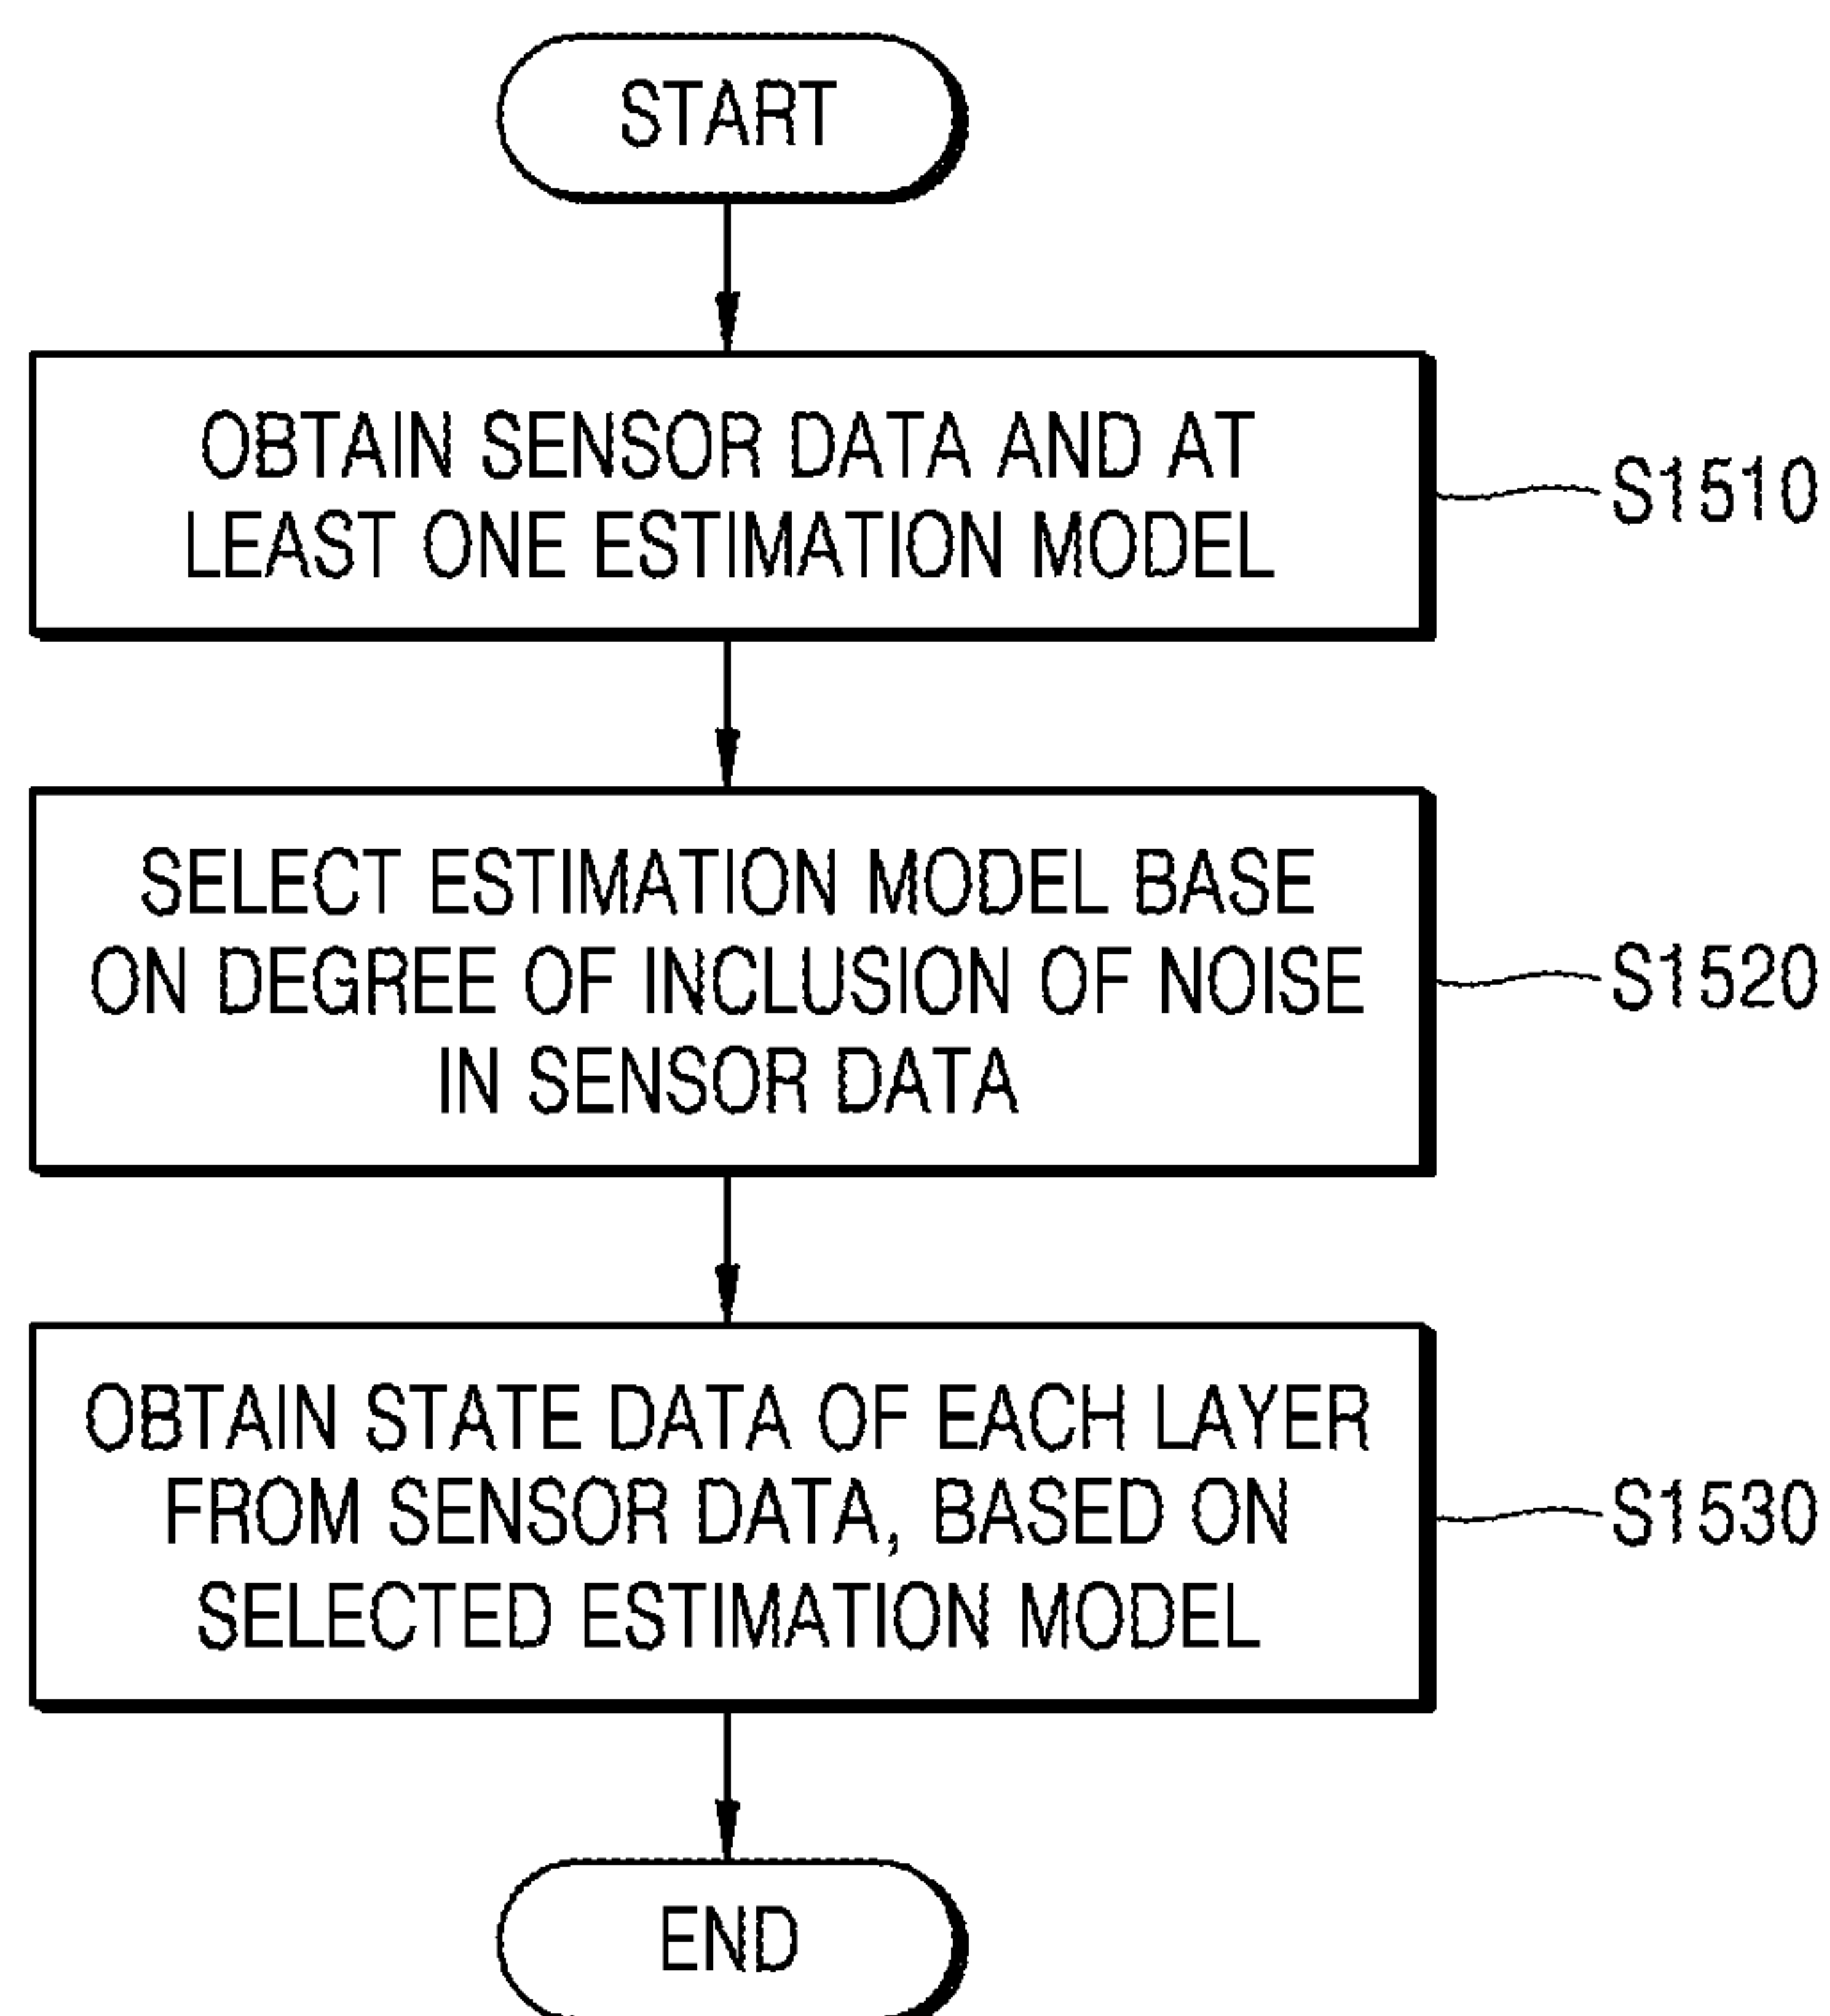 START
OBTAIN SENSOR DATA AND AT
LEAST ONE ESTIMATION MODEL
S1510
SELECT ESTIMATION MODEL BASE
ON DEGREE OF INCLUSION OF NOISE
IN SENSOR DATA
S1520
OBTAIN STATE DATA OF EACH LAYER
FROM SENSOR DATA, BASED ON
SELECTED ESTIMATION MODEL
S1530
END